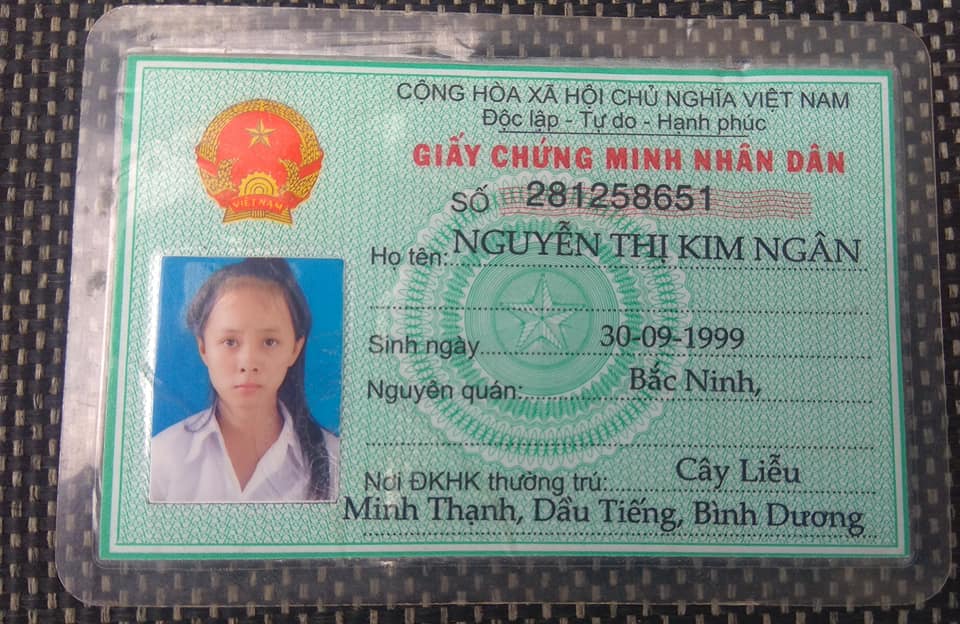 CỘNG HÒA XÃ HỘI CHỦ NGHĨA VIỆT NAM
Độc lập - Tự do - Hạnh phúc
GIẤY CHỨNG MINH NHÂN DÂN
SỐ 281258651
VIỆT NAM
Họ tên: NGUYỄN THỊ KIM NGÂN
Sinh ngày 30-09-1999
Nguyên quán: Bắc Ninh,
Nơi ĐKHK thường trú: Cây Liễu
Minh Thạnh, Dầu Tiếng, Bình Dương